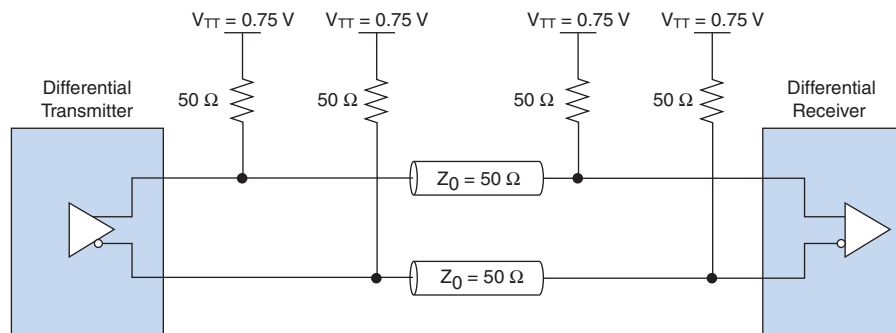 V_TT = 0.75 V
V_TT = 0.75 V
V_TT = 0.75 V
V_TT = 0.75 V
Differential
Transmitter
50 Ω
50 Ω
50 Ω
50 Ω
Differential
Receiver
Z_0 = 50 Ω
Z_0 = 50 Ω